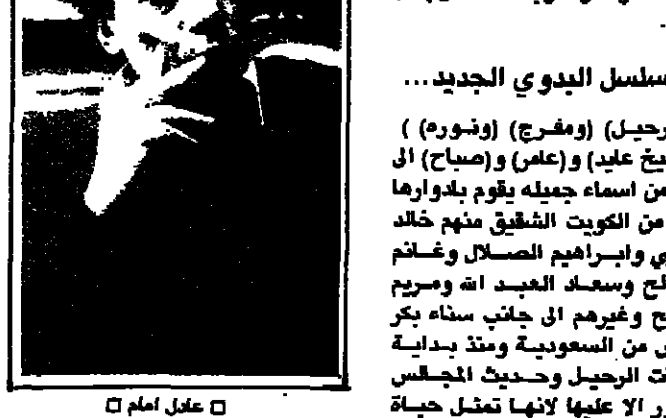 سلسل البدوي الجديد...
رحيل) (ومفرج) (ونوره) )
يخ عايد) و(عامر) و(صباح) الى
من اسماء جميله يقوم بادوارها
من الكويت الشقيق منهم خالد
ي وابراهيم الصلال وغانم
لح وسعاد العبد الله ومريم
ح وغيرهم الى جانب سناء بكر
من السعودية ومنذ بداية
ت الرحيل وحديث المجالس
ور الا عليها لانها تمثل حياة
□ عادل امام □